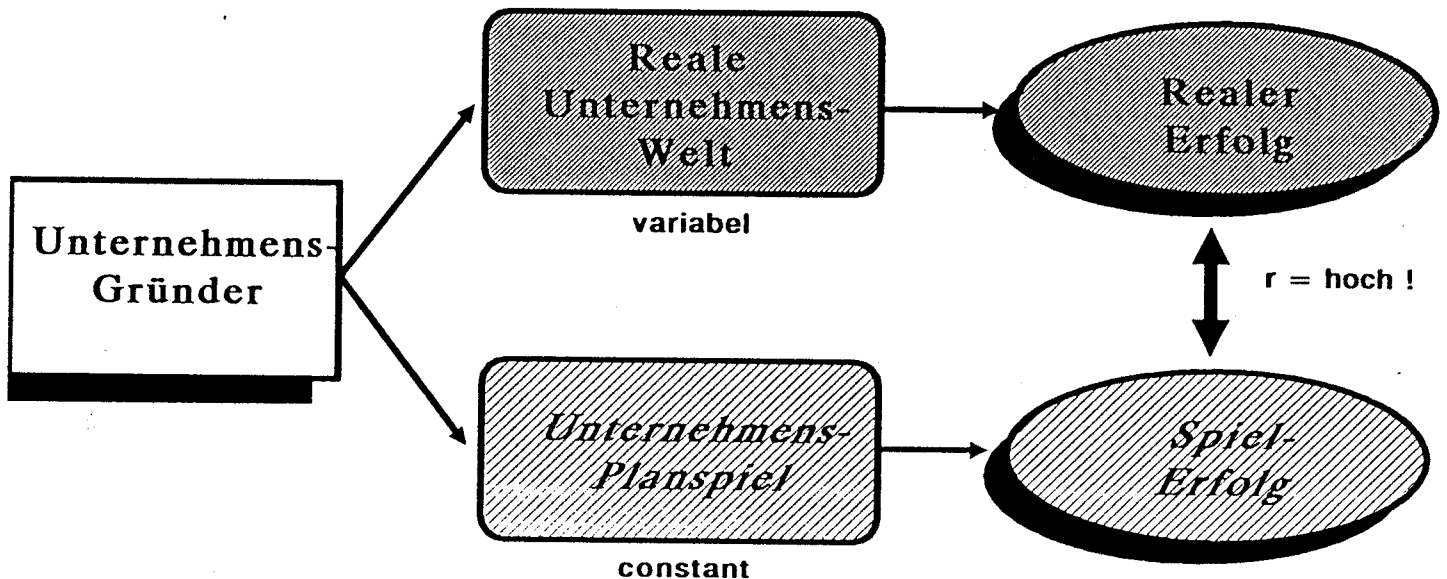 Unternehmens-
Gründer
Reale
Unternehmens-
Welt
variabel
Realer
Erfolg
r = hoch !
Unternehmens-
Planspiel
constant
Spiel-
Erfolg